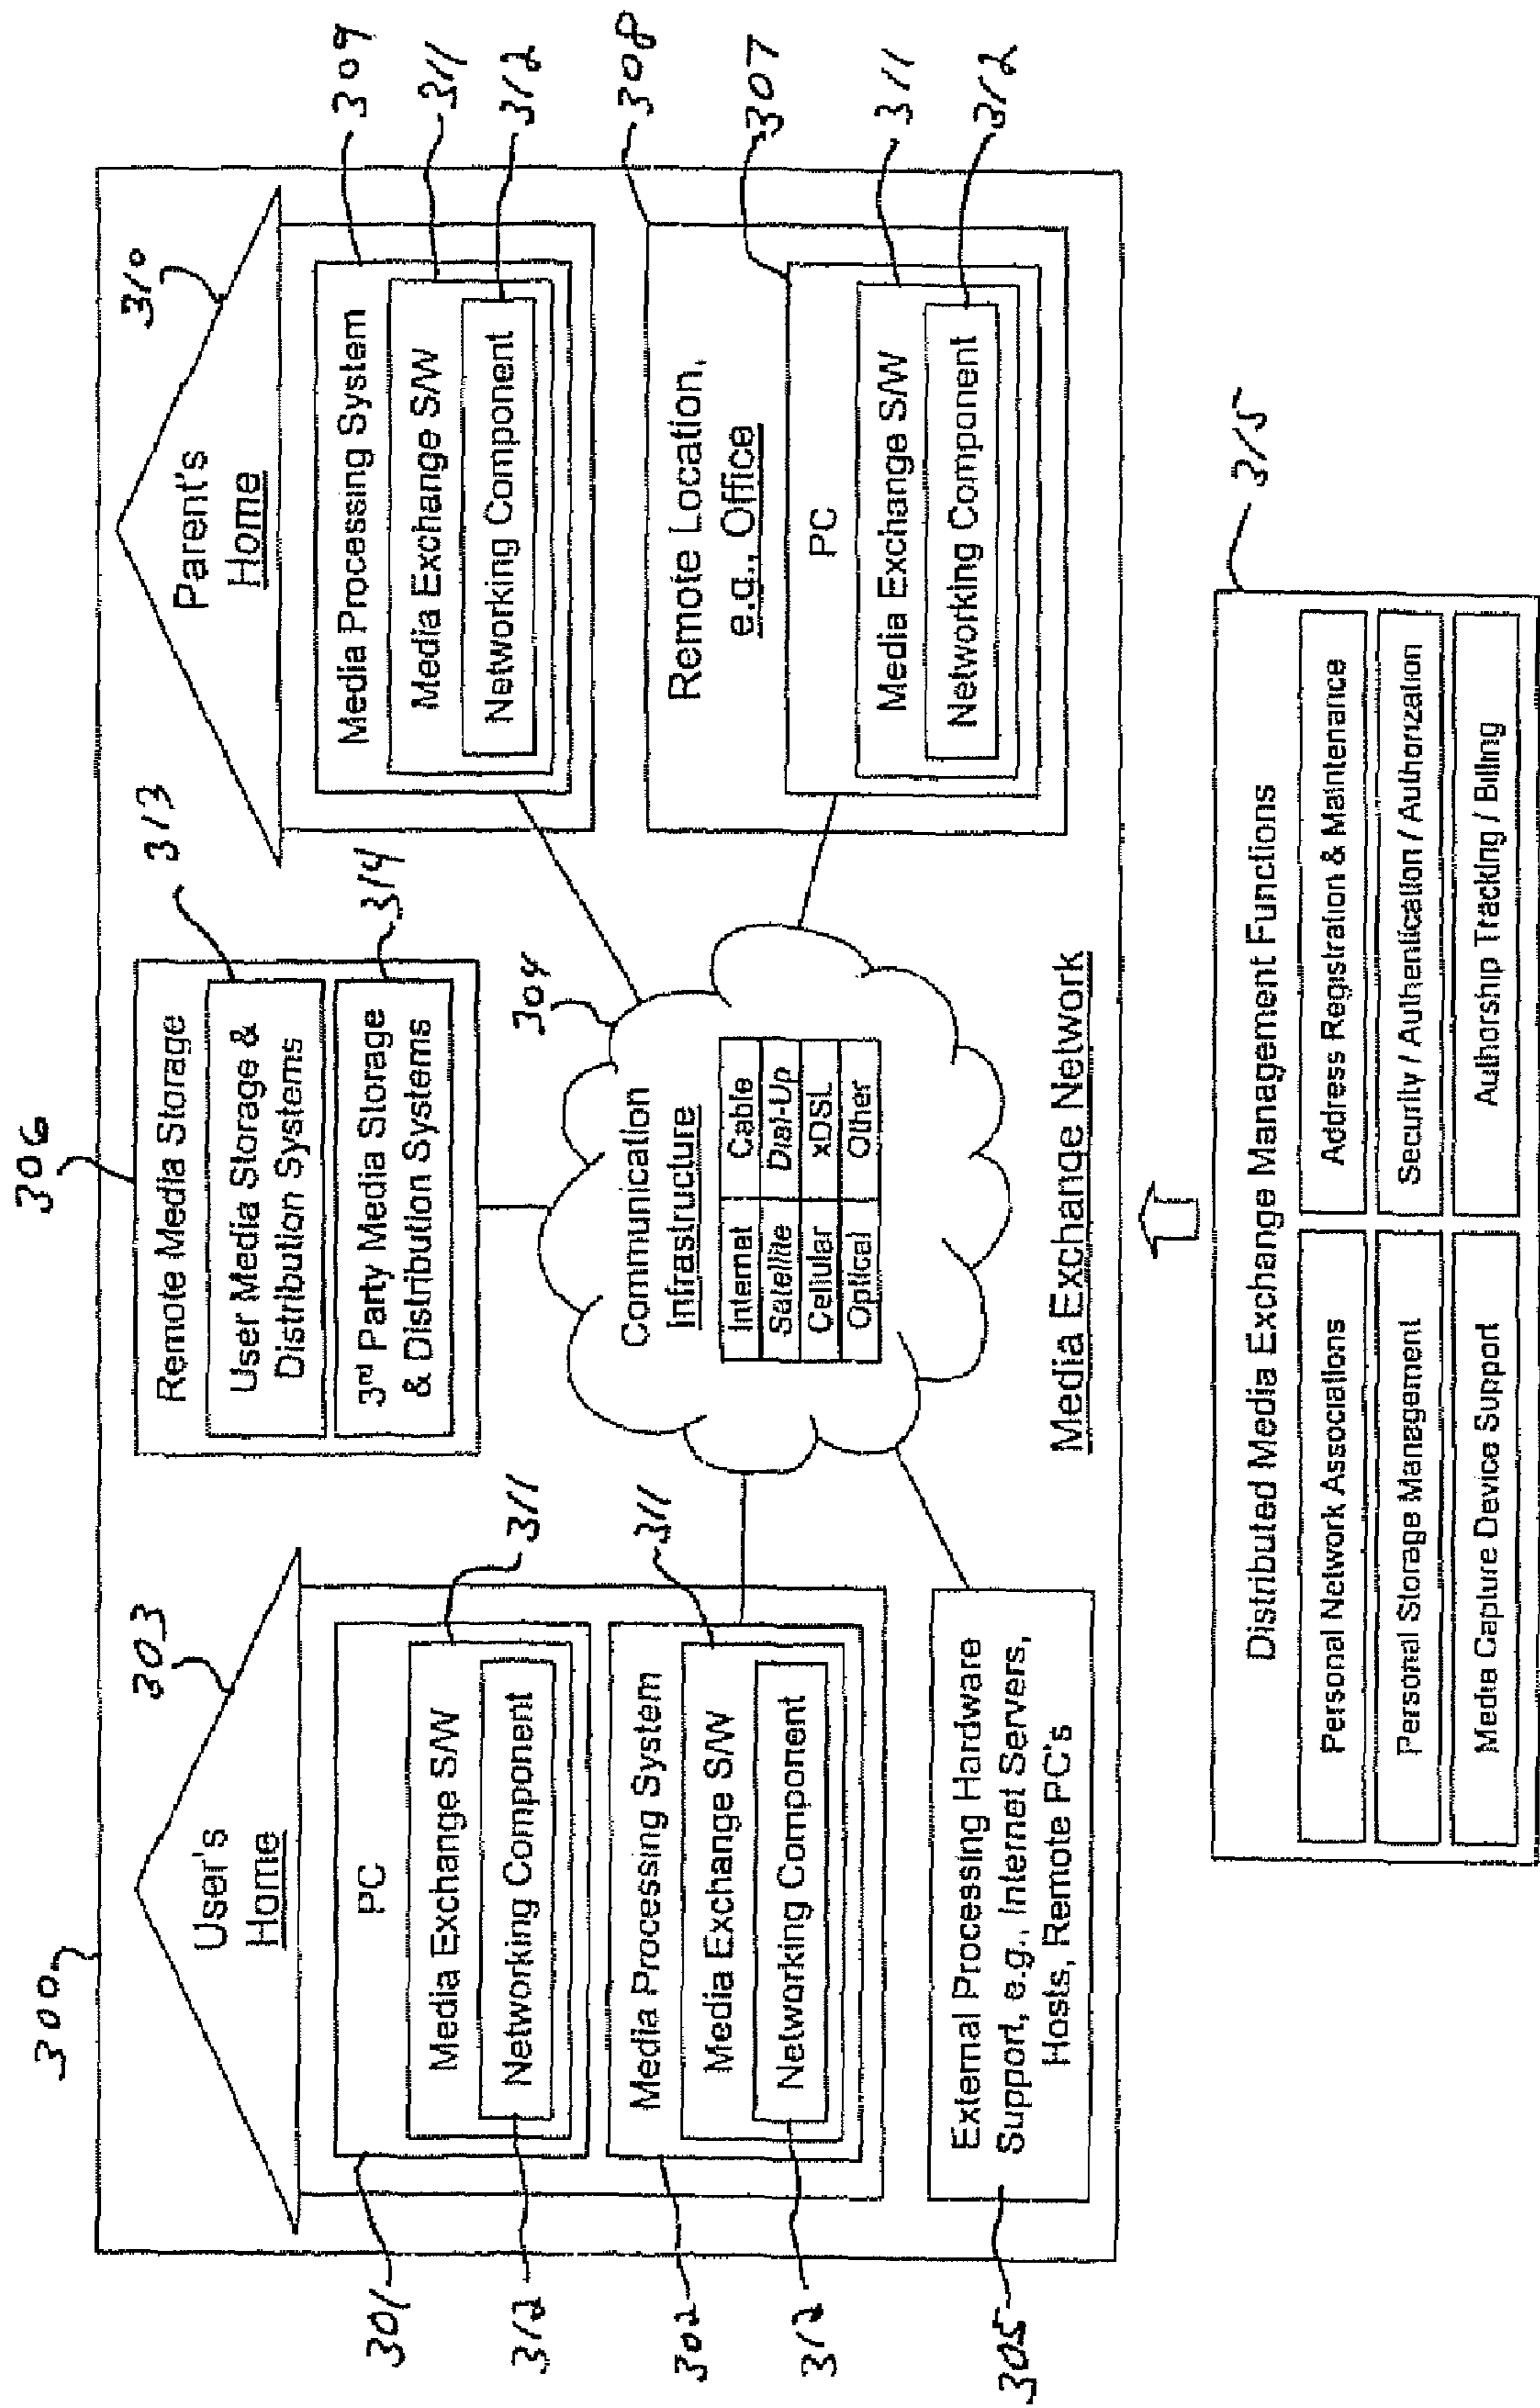 300
303
User's
Home
PC
Media Exchange S/W
Networking Component
311
Media Processing System
Media Exchange S/W
Networking Component
311
301
312
302
312
External Processing Hardware
Support, e.g., Internet Servers,
Hosts, Remote PC's
305
306
Remote Media Storage
User Media Storage &
Distribution Systems
3rd Party Media Storage
& Distribution Systems
313
314
304
Communication
Infrastructure
Internet Cable
Satellite Dial-Up
Cellular xDSL
Optical Other
Media Exchange Network
310
Parent's
Home
Media Processing System
Media Exchange S/W
Networking Component
309
311
312
308
Remote Location,
e.g., Office
PC
Media Exchange S/W
Networking Component
307
311
312
315
Distributed Media Exchange Management Functions
Personal Network Associations Address Registration & Maintenance
Personal Storage Management Security / Authentication / Authorization
Media Capture Device Support Authorship Tracking / Billing